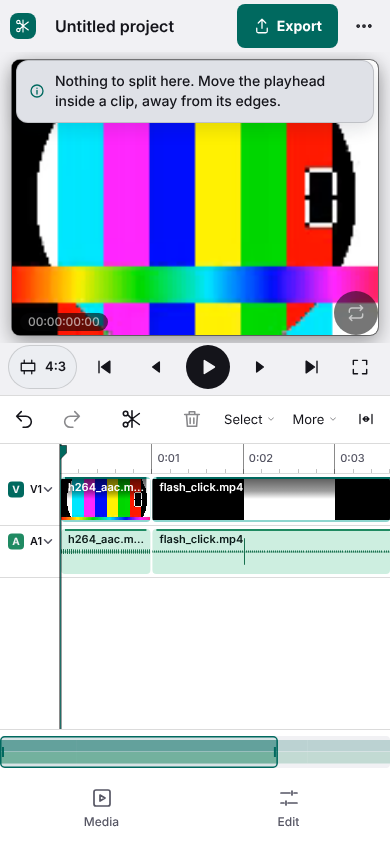 Untitled project
Export
Nothing to split here. Move the playhead
inside a clip, away from its edges.
00:00:00:00
4:3
Select
More
0:01
0:02
0:03
V
V1
h264_aac.m...
flash_click.mp4
A
A1
h264_aac.m...
flash_click.mp4
Media
Edit